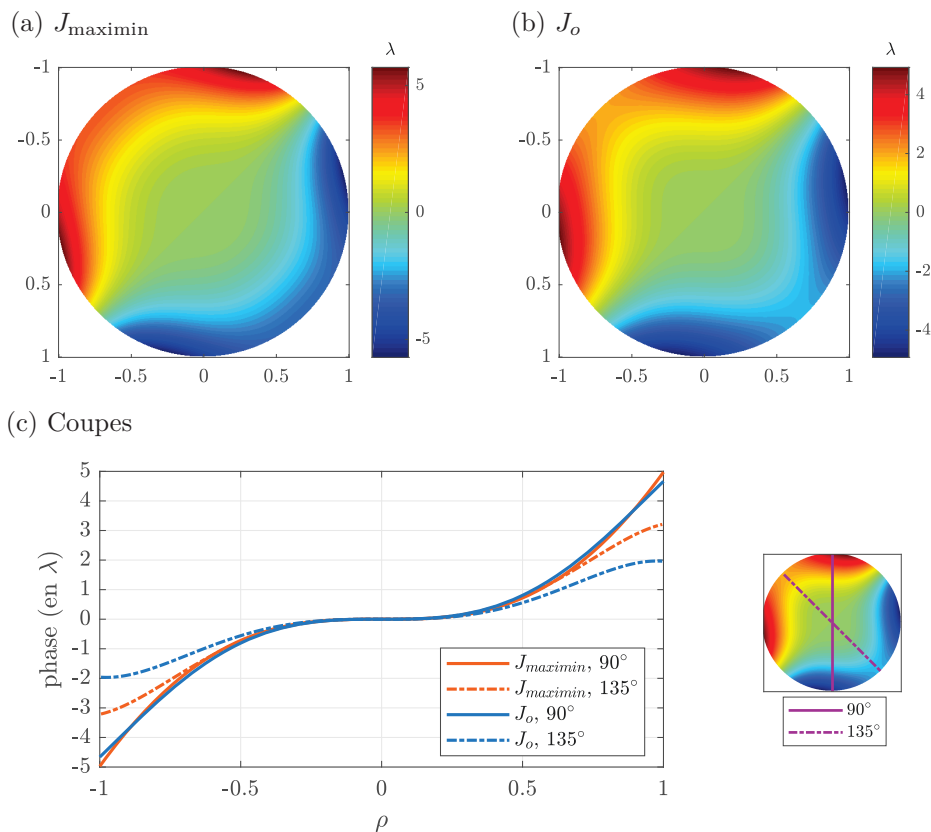 (a) J_maximin
λ
-1
-0.5
0
0.5
1
-1 -0.5 0 0.5 1
5
0
-5
(b) J_o
λ
-1
-0.5
0
0.5
1
-1 -0.5 0 0.5 1
4
2
0
-2
-4
(c) Coupes
phase (en λ)
5
4
3
2
1
0
-1
-2
-3
-4
-5
-1 -0.5 0 0.5 1
ρ
J_maximin, 90°
J_maximin, 135°
J_o, 90°
J_o, 135°
90°
135°